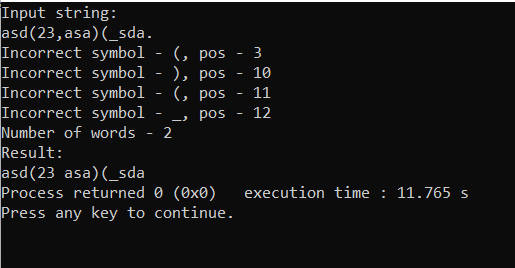 Input string:
asd(23,asa)(_sda.
Incorrect symbol - (, pos - 3
Incorrect symbol - ), pos - 10
Incorrect symbol - (, pos - 11
Incorrect symbol - _, pos - 12
Number of words - 2
Result:
asd(23 asa)(_sda
Process returned 0 (0x0)   execution time : 11.765 s
Press any key to continue.